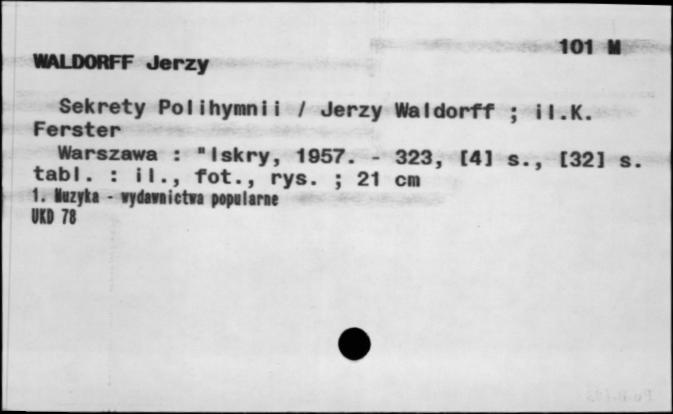 101 M
WALDORFF Jerzy
Sekrety Polihymnii / Jerzy Waldorff ; il.K.
Ferster
Warszawa : "Iskry, 1957. - 323, [4] s., [32] s.
tabl. : il., fot., rys. ; 21 cm
1. Muzyka - wydawnictwa popularne
UKD 78